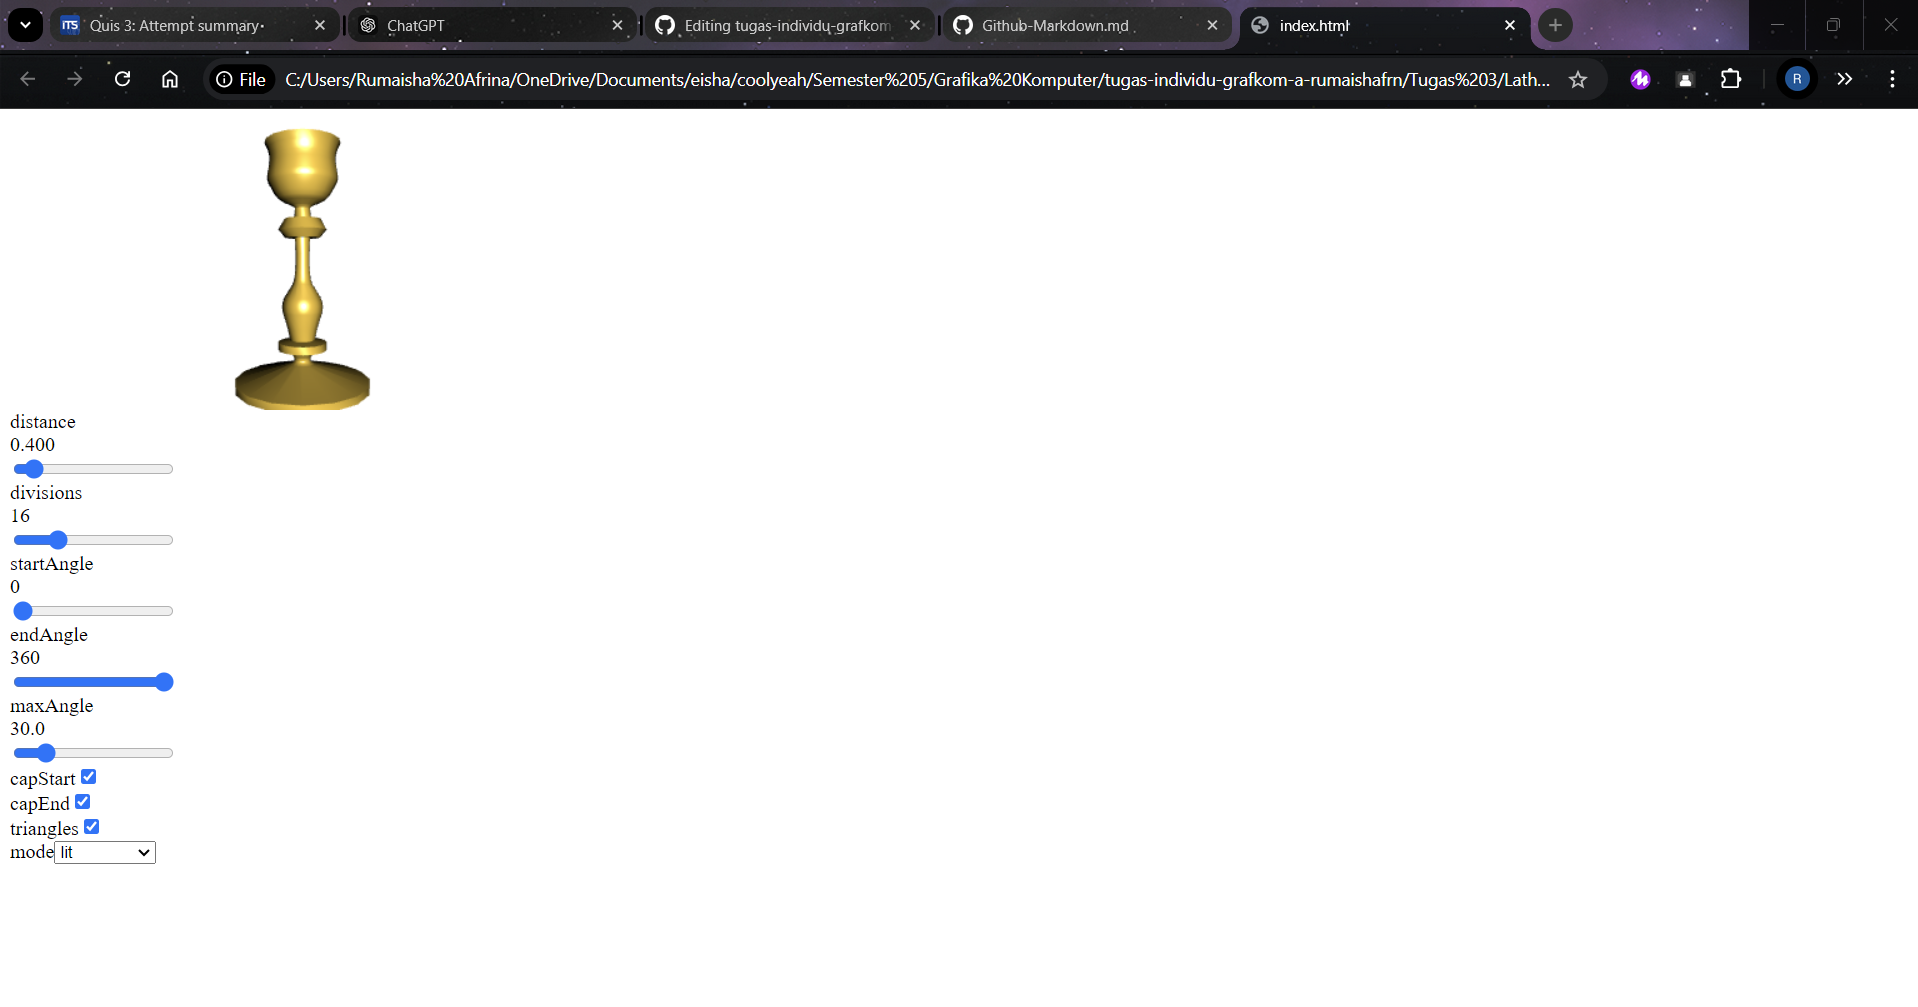 ITS Quis 3: Attempt summary
ChatGPT
Editing tugas-individu-grafkom
Github-Markdown.md
index.html
File
C:/Users/Rumaisha%20Afrina/OneDrive/Documents/eisha/coolyeah/Semester%205/Grafika%20Komputer/tugas-individu-grafkom-a-rumaishafrn/Tugas%203/Lath...
R
distance
0.400
divisions
16
startAngle
0
endAngle
360
maxAngle
30.0
capStart
capEnd
triangles
mode lit